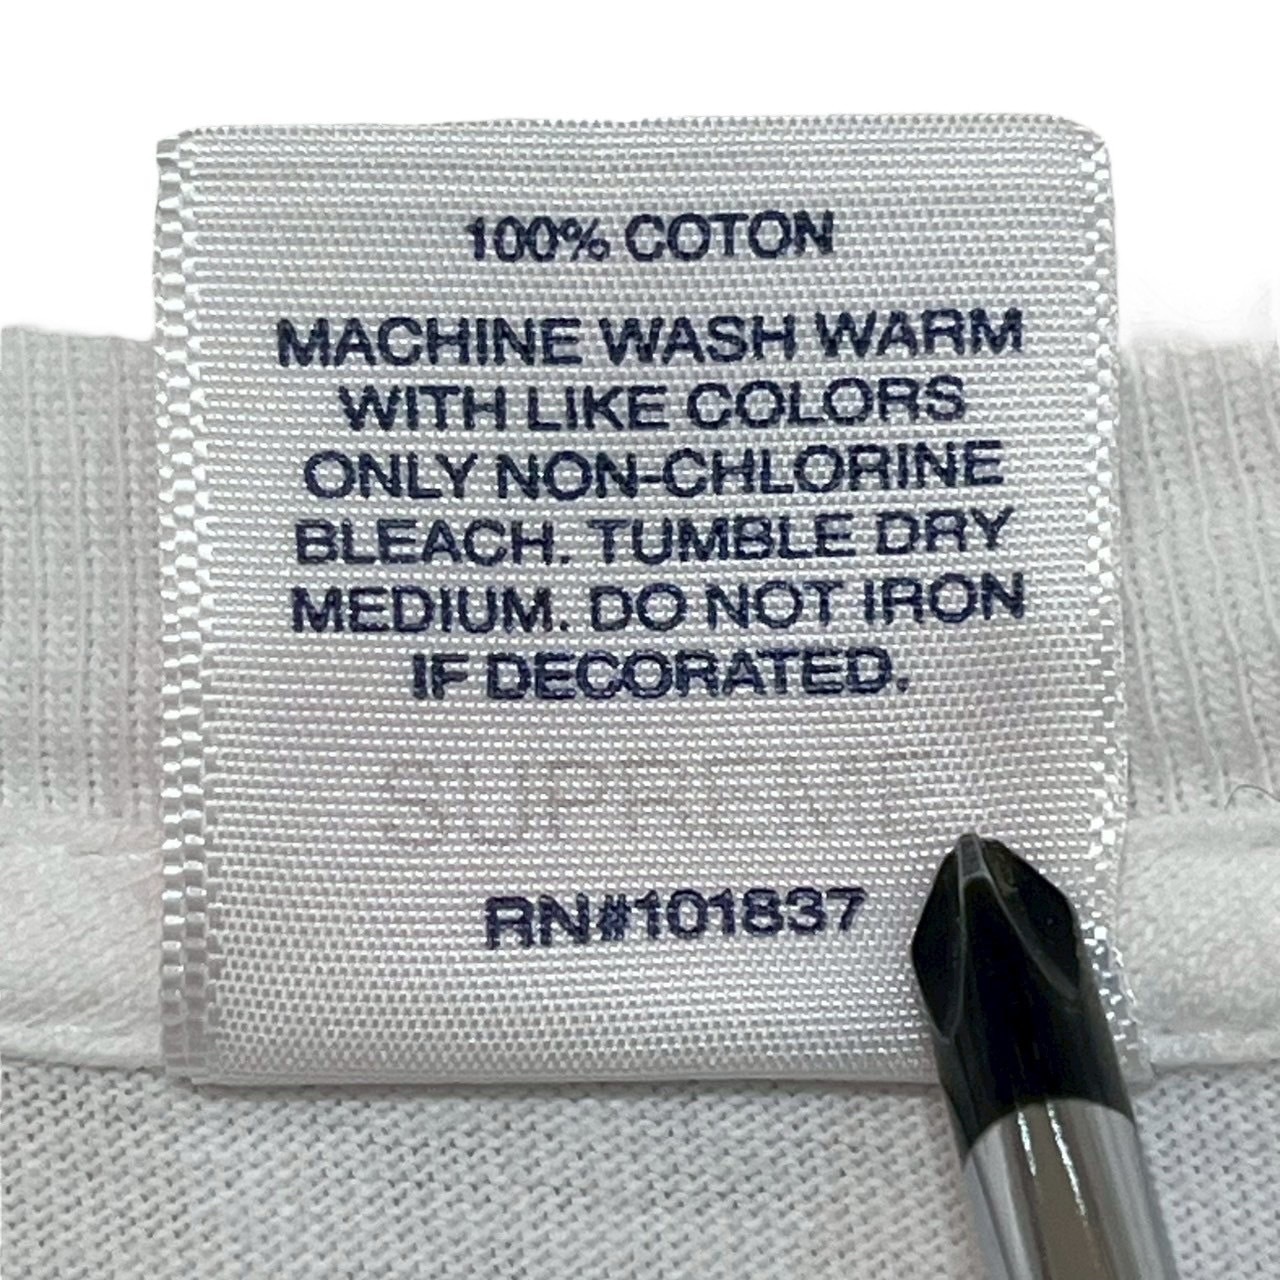 100% COTON
MACHINE WASH WARM
WITH LIKE COLORS
ONLY NON-CHLORINE
BLEACH. TUMBLE DRY
MEDIUM. DO NOT IRON
IF DECORATED.
RN#101837